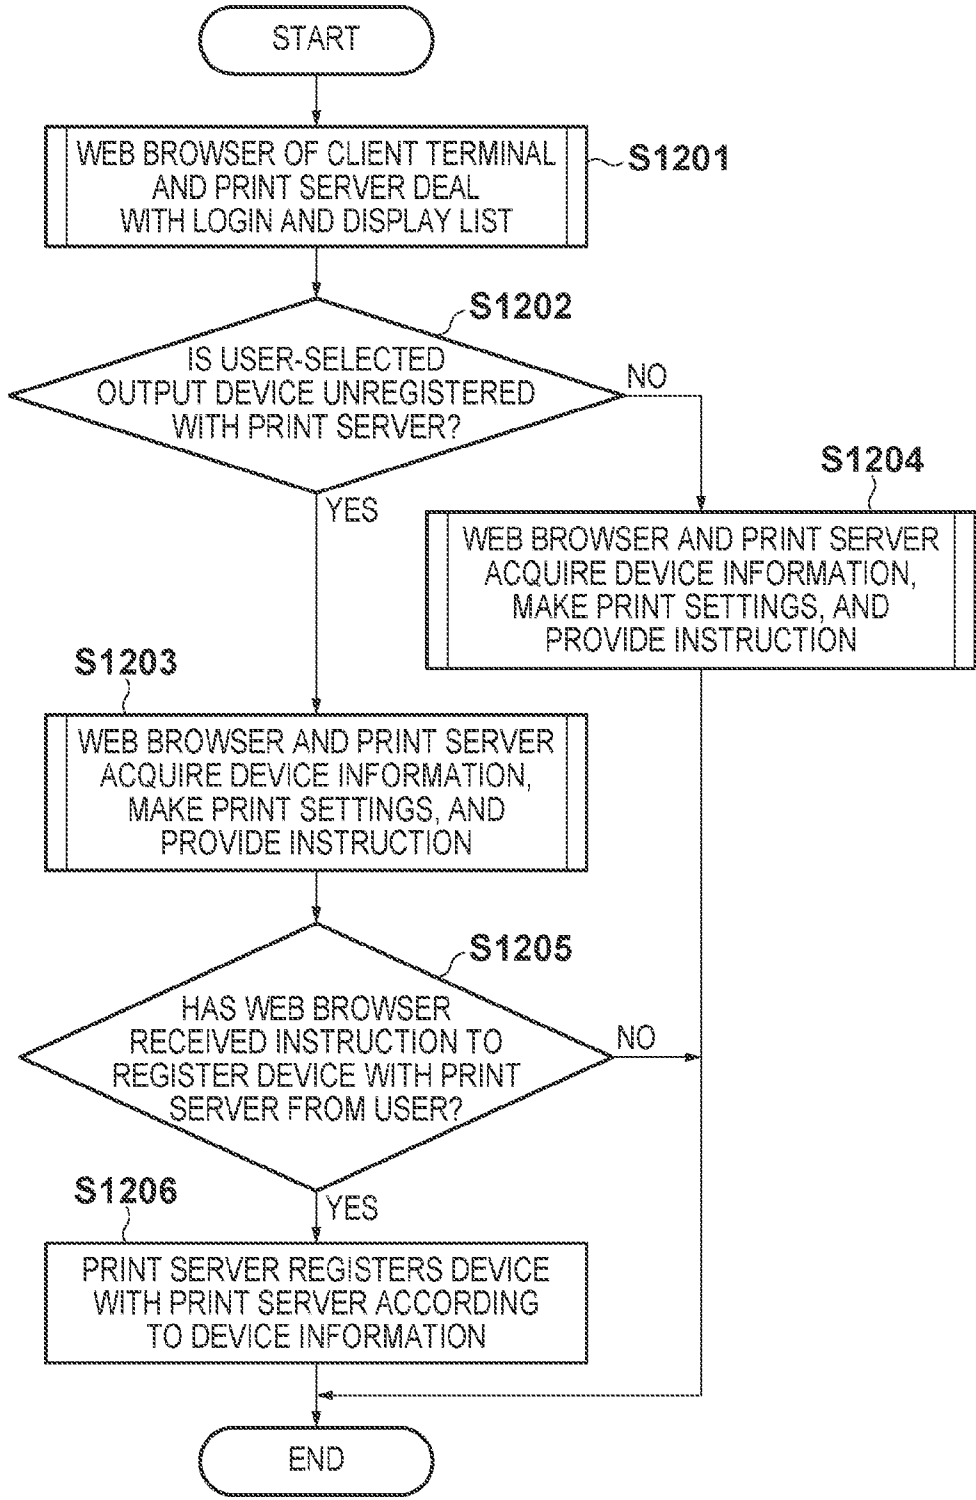 START
WEB BROWSER OF CLIENT TERMINAL
AND PRINT SERVER DEAL
WITH LOGIN AND DISPLAY LIST
S1201
S1202
IS USER-SELECTED
OUTPUT DEVICE UNREGISTERED
WITH PRINT SERVER?
NO
YES
S1204
WEB BROWSER AND PRINT SERVER
ACQUIRE DEVICE INFORMATION,
MAKE PRINT SETTINGS, AND
PROVIDE INSTRUCTION
S1203
WEB BROWSER AND PRINT SERVER
ACQUIRE DEVICE INFORMATION,
MAKE PRINT SETTINGS, AND
PROVIDE INSTRUCTION
S1205
HAS WEB BROWSER
RECEIVED INSTRUCTION TO
REGISTER DEVICE WITH PRINT
SERVER FROM USER?
NO
YES
S1206
PRINT SERVER REGISTERS DEVICE
WITH PRINT SERVER ACCORDING
TO DEVICE INFORMATION
END